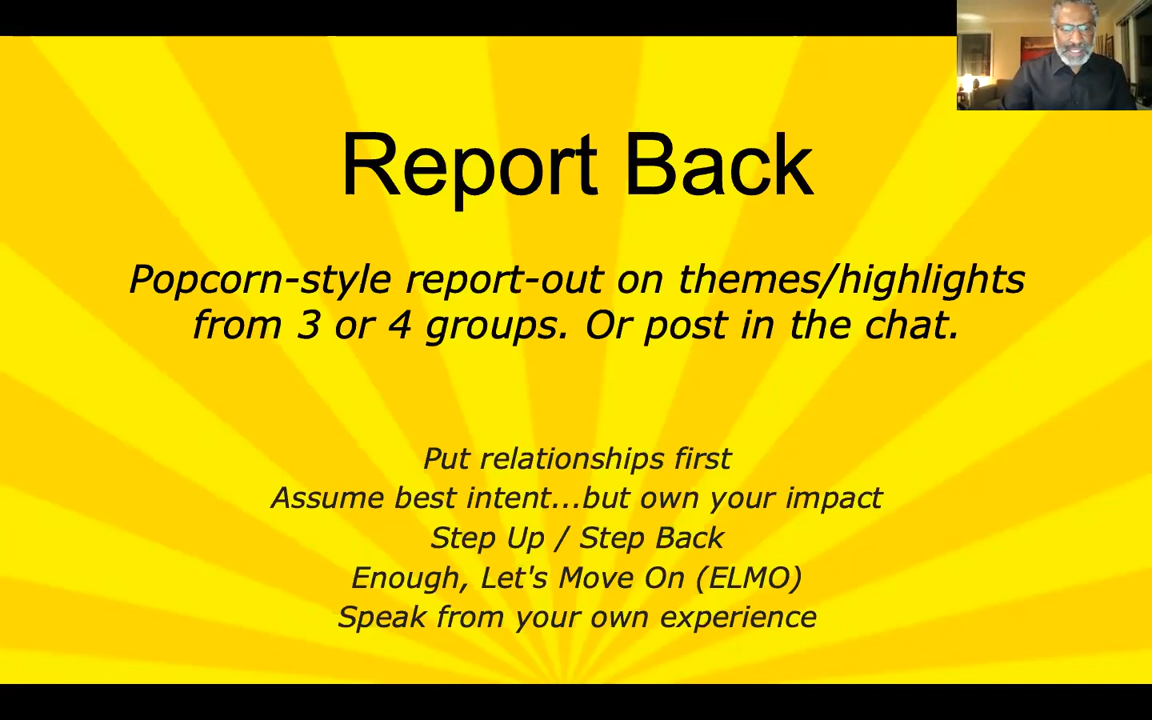 Report Back
Popcorn-style report-out on themes/highlights
from 3 or 4 groups. Or post in the chat.
Put relationships first
Assume best intent...but own your impact
Step Up / Step Back
Enough, Let's Move On (ELMO)
Speak from your own experience